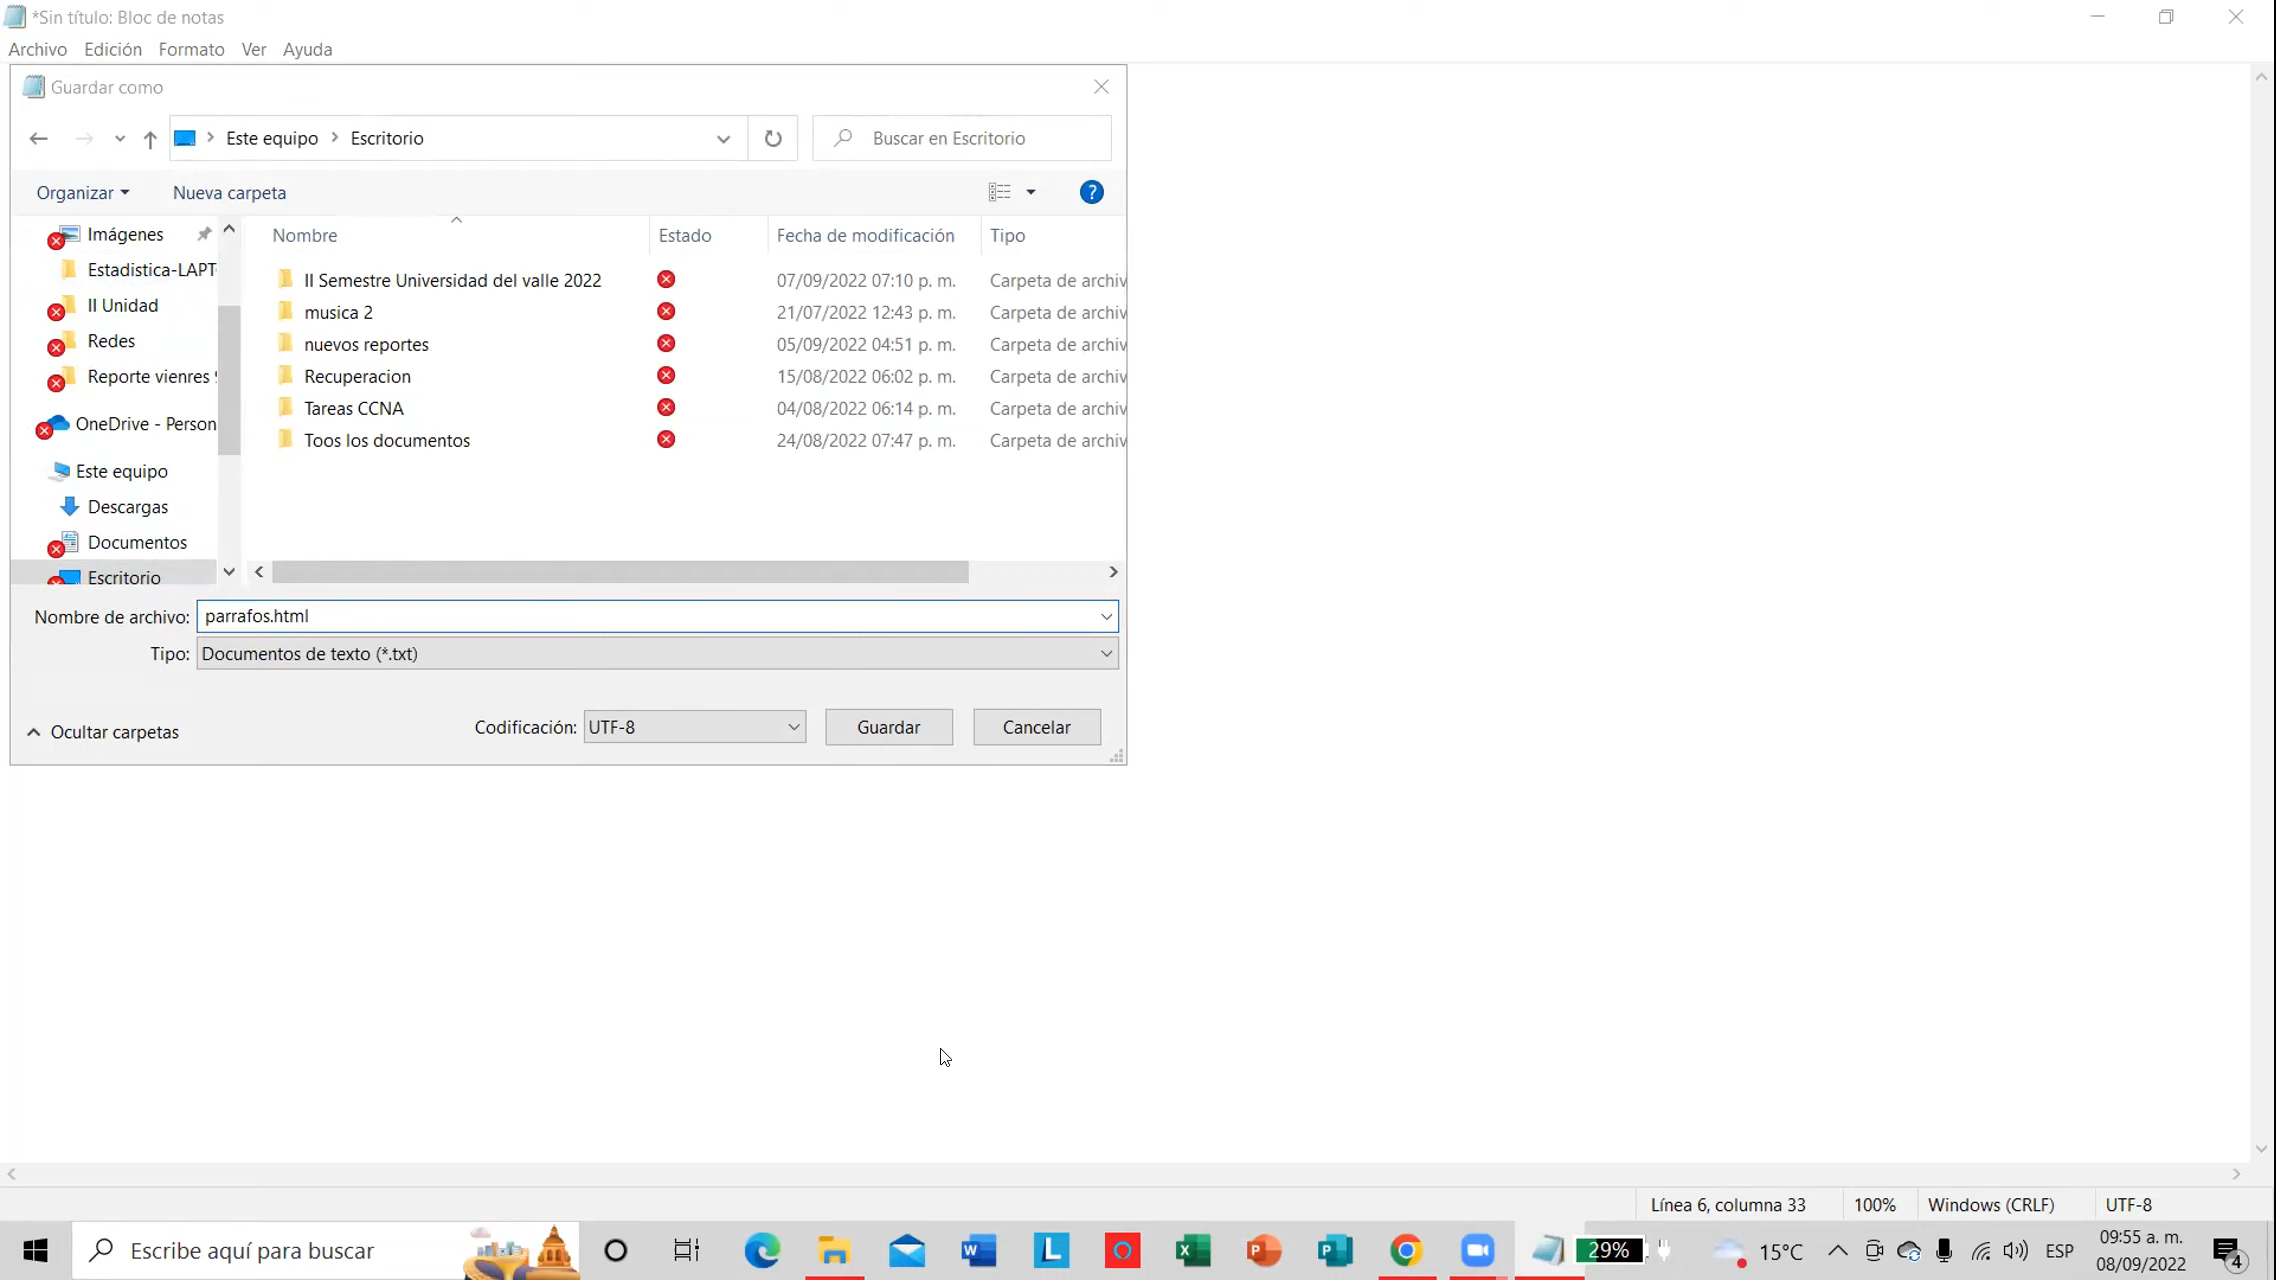 *Sin título: Bloc de notas
Archivo Edición Formato Ver Ayuda
Guardar como
Este equipo Escritorio
Buscar en Escritorio
Organizar Nueva carpeta
Imágenes
Estadistica-LAPT
II Unidad
Redes
Reporte vienres
OneDrive - Person
Este equipo
Descargas
Documentos
Escritorio
Nombre Estado Fecha de modificación Tipo
II Semestre Universidad del valle 2022 07/09/2022 07:10 p. m. Carpeta de archiv
musica 2 21/07/2022 12:43 p. m. Carpeta de archiv
nuevos reportes 05/09/2022 04:51 p. m. Carpeta de archiv
Recuperacion 15/08/2022 06:02 p. m. Carpeta de archiv
Tareas CCNA 04/08/2022 06:14 p. m. Carpeta de archiv
Toos los documentos 24/08/2022 07:47 p. m. Carpeta de archiv
Nombre de archivo: parrafos.html
Tipo: Documentos de texto (*.txt)
Ocultar carpetas Codificación: UTF-8 Guardar Cancelar
Línea 6, columna 33 100% Windows (CRLF) UTF-8
Escribe aquí para buscar
29% 15°C ESP
09:55 a. m.
08/09/2022
4